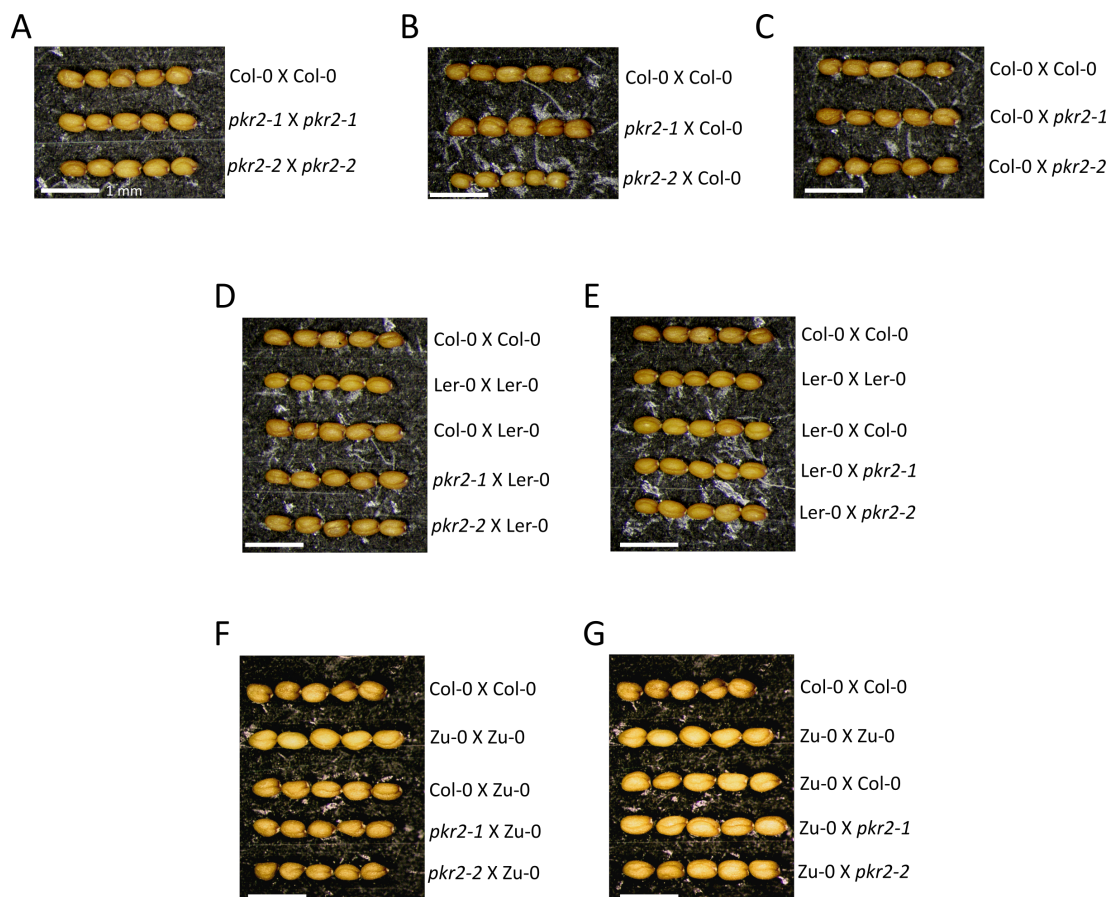 A
Col-0 X Col-0
pkr2-1 X pkr2-1
pkr2-2 X pkr2-2
1 mm
B
Col-0 X Col-0
pkr2-1 X Col-0
pkr2-2 X Col-0
C
Col-0 X Col-0
Col-0 X pkr2-1
Col-0 X pkr2-2
D
Col-0 X Col-0
Ler-0 X Ler-0
Col-0 X Ler-0
pkr2-1 X Ler-0
pkr2-2 X Ler-0
E
Col-0 X Col-0
Ler-0 X Ler-0
Ler-0 X Col-0
Ler-0 X pkr2-1
Ler-0 X pkr2-2
F
Col-0 X Col-0
Zu-0 X Zu-0
Col-0 X Zu-0
pkr2-1 X Zu-0
pkr2-2 X Zu-0
G
Col-0 X Col-0
Zu-0 X Zu-0
Zu-0 X Col-0
Zu-0 X pkr2-1
Zu-0 X pkr2-2